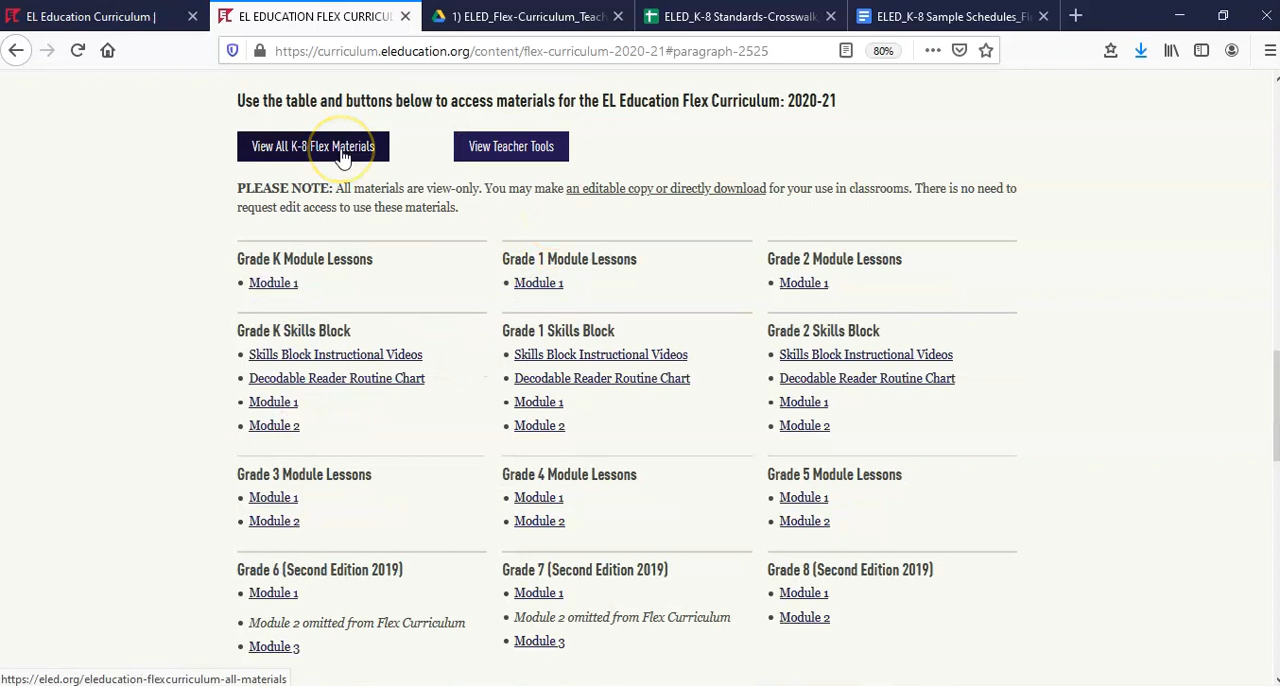 EL Education Curriculum |
EL EDUCATION FLEX CURRICUL
1) ELED_Flex-Curriculum_Teach
ELED_K-8 Standards-Crosswalk_
ELED_K-8 Sample Schedules_Fl
https://curriculum.eleducation.org/content/flex-curriculum-2020-21#paragraph-2525
80%
Use the table and buttons below to access materials for the EL Education Flex Curriculum: 2020-21
View All K-8 Flex Materials
View Teacher Tools
PLEASE NOTE: All materials are view-only. You may make an editable copy or directly download for your use in classrooms. There is no need to
request edit access to use these materials.
Grade K Module Lessons
• Module 1
Grade 1 Module Lessons
• Module 1
Grade 2 Module Lessons
• Module 1
Grade K Skills Block
• Skills Block Instructional Videos
• Decodable Reader Routine Chart
• Module 1
• Module 2
Grade 1 Skills Block
• Skills Block Instructional Videos
• Decodable Reader Routine Chart
• Module 1
• Module 2
Grade 2 Skills Block
• Skills Block Instructional Videos
• Decodable Reader Routine Chart
• Module 1
• Module 2
Grade 3 Module Lessons
• Module 1
• Module 2
Grade 4 Module Lessons
• Module 1
• Module 2
Grade 5 Module Lessons
• Module 1
• Module 2
Grade 6 (Second Edition 2019)
• Module 1
• Module 2 omitted from Flex Curriculum
• Module 3
Grade 7 (Second Edition 2019)
• Module 1
• Module 2 omitted from Flex Curriculum
• Module 3
Grade 8 (Second Edition 2019)
• Module 1
• Module 2
https://eled.org/eleducation-flexcurriculum-all-materials